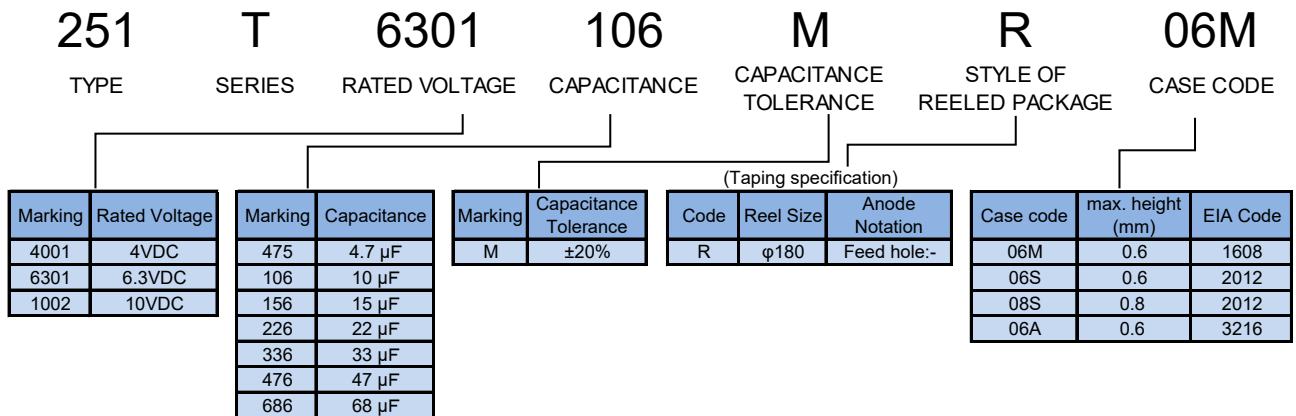 251 T 6301 106 M R 06M
TYPE SERIES RATED VOLTAGE CAPACITANCE CAPACITANCE TOLERANCE STYLE OF REELED PACKAGE CASE CODE
(Taping specification)
Marking Rated Voltage
4001 4VDC
6301 6.3VDC
1002 10VDC
Marking Capacitance
475 4.7 µF
106 10 µF
156 15 µF
226 22 µF
336 33 µF
476 47 µF
686 68 µF
Marking Capacitance Tolerance
M ±20%
Code Reel Size Anode Notation
R φ180 Feed hole:-
Case code max. height (mm) EIA Code
06M 0.6 1608
06S 0.6 2012
08S 0.8 2012
06A 0.6 3216